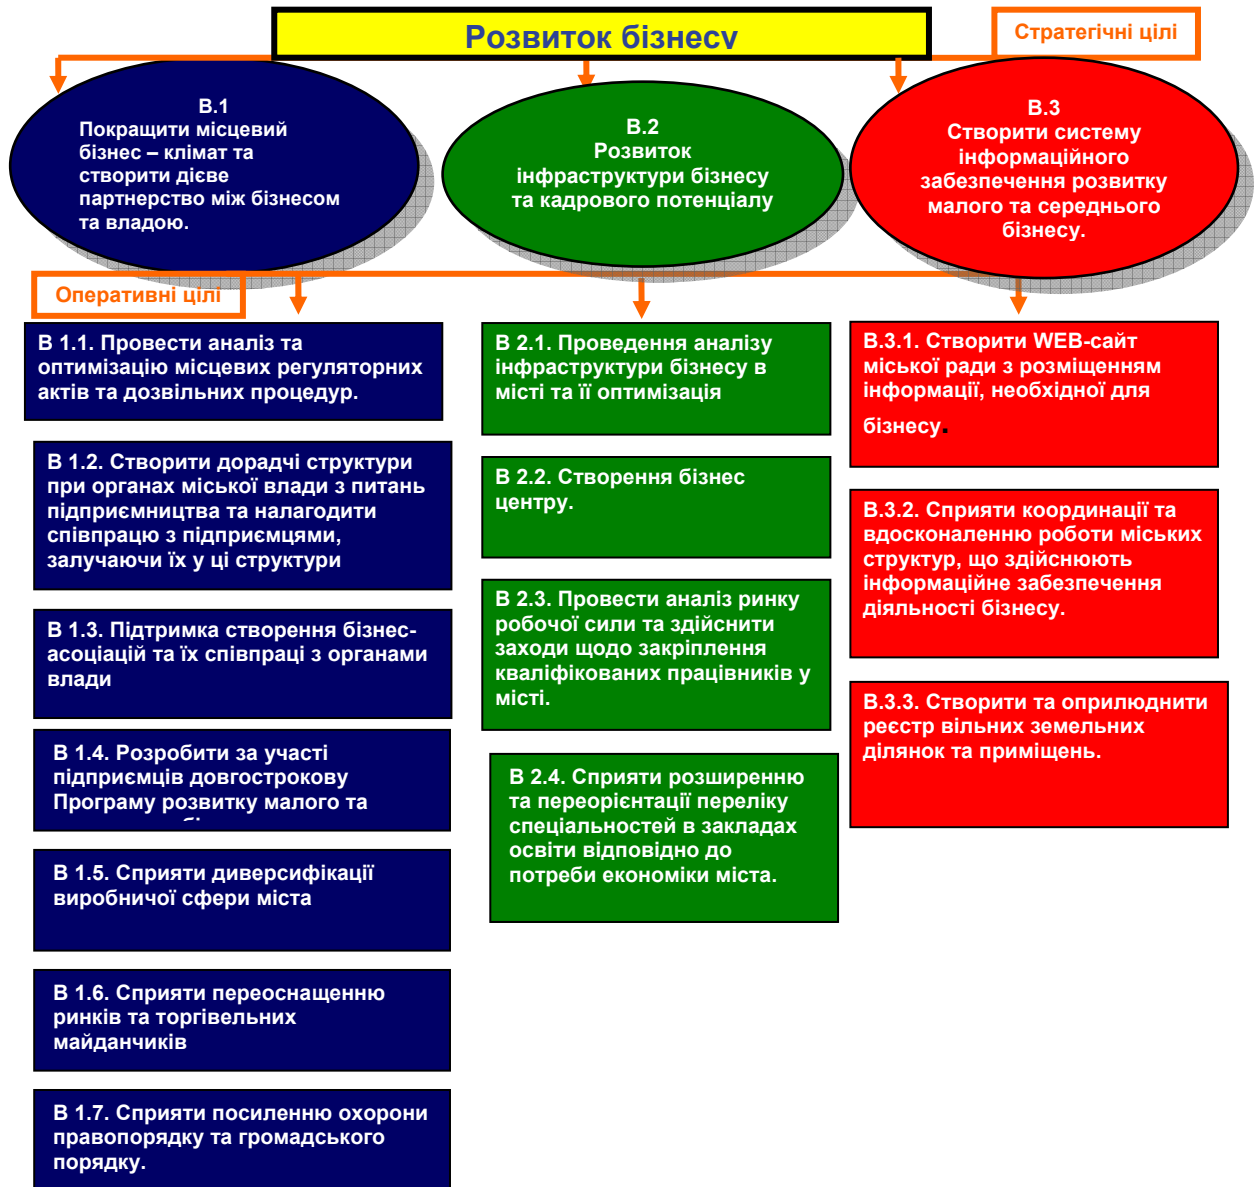 Розвиток бізнесу
Стратегічні цілі
В.1
Покращити місцевий
бізнес – клімат та
створити дієве
партнерство між бізнесом
та владою.
В.2
Розвиток
інфраструктури бізнесу
та кадрового потенціалу
В.3
Створити систему
інформаційного
забезпечення розвитку
малого та середнього
бізнесу.
Оперативні цілі
В 1.1. Провести аналіз та
оптимізацію місцевих регуляторних
актів та дозвільних процедур.
В 1.2. Створити дорадчі структури
при органах міської влади з питань
підприємництва та налагодити
співпрацю з підприємцями,
залучаючи їх у ці структури
В 1.3. Підтримка створення бізнес-
асоціацій та їх співпраці з органами
влади
В 1.4. Розробити за участі
підприємців довгострокову
Програму розвитку малого та
В 1.5. Сприяти диверсифікації
виробничої сфери міста
В 1.6. Сприяти переоснащенню
ринків та торгівельних
майданчиків
В 1.7. Сприяти посиленню охорони
правопорядку та громадського
порядку.
В 2.1. Проведення аналізу
інфраструктури бізнесу в
місті та її оптимізація
В 2.2. Створення бізнес
центру.
В 2.3. Провести аналіз ринку
робочої сили та здійснити
заходи щодо закріплення
кваліфікованих працівників у
місті.
В 2.4. Сприяти розширенню
та переорієнтації переліку
спеціальностей в закладах
освіти відповідно до
потреби економіки міста.
В.3.1. Створити WEB-сайт
міської ради з розміщенням
інформації, необхідної для
бізнесу.
В.3.2. Сприяти координації та
вдосконаленню роботи міських
структур, що здійснюють
інформаційне забезпечення
діяльності бізнесу.
В.3.3. Створити та оприлюднити
реєстр вільних земельних
ділянок та приміщень.